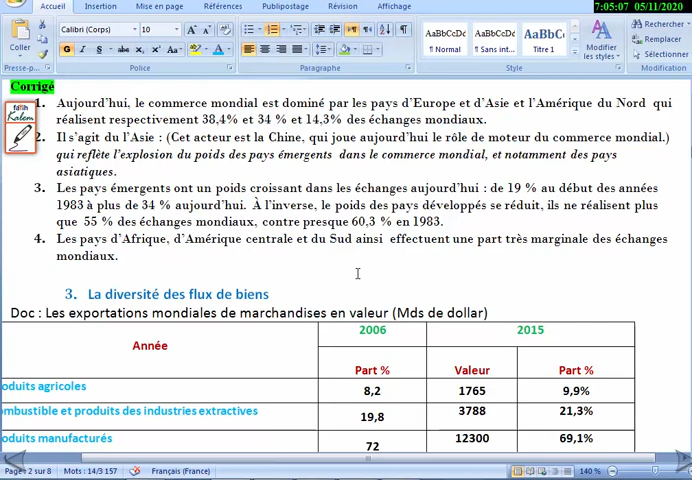 7:05:07 05/11/2020
Accueil Insertion Mise en page Références Publipostage Révision Affichage
Calibri (Corps) 10
Coller
G I S abc x₂ x² Aa
AaBbCcDc AaBbCcDc AaBbC
¶ Normal ¶ Sans int... Titre 1
Modifier
les styles
Rechercher
Remplacer
Sélectionner
Presse-p... Police Paragraphe Style Modification
Corrigé
1. Aujourd'hui, le commerce mondial est dominé par les pays d'Europe et d'Asie et l'Amérique du Nord qui
réalisent respectivement 38,4% et 34 % et 14,3% des échanges mondiaux.
2. Il s'agit du l'Asie : (Cet acteur est la Chine, qui joue aujourd'hui le rôle de moteur du commerce mondial.)
qui reflète l'explosion du poids des pays émergents dans le commerce mondial, et notamment des pays
asiatiques.
3. Les pays émergents ont un poids croissant dans les échanges aujourd'hui : de 19 % au début des années
1983 à plus de 34 % aujourd'hui. À l'inverse, le poids des pays développés se réduit, ils ne réalisent plus
que 55 % des échanges mondiaux, contre presque 60,3 % en 1983.
4. Les pays d'Afrique, d'Amérique centrale et du Sud ainsi effectuent une part très marginale des échanges
mondiaux.
3. La diversité des flux de biens
Doc : Les exportations mondiales de marchandises en valeur (Mds de dollar)
Année 2006 2015
Part % Valeur Part %
oduits agricoles 8,2 1765 9,9%
ombustible et produits des industries extractives 19,8 3788 21,3%
oduits manufacturés 72 12300 69,1%
Page : 2 sur 8 Mots : 14/3 157 Français (France) 140 %